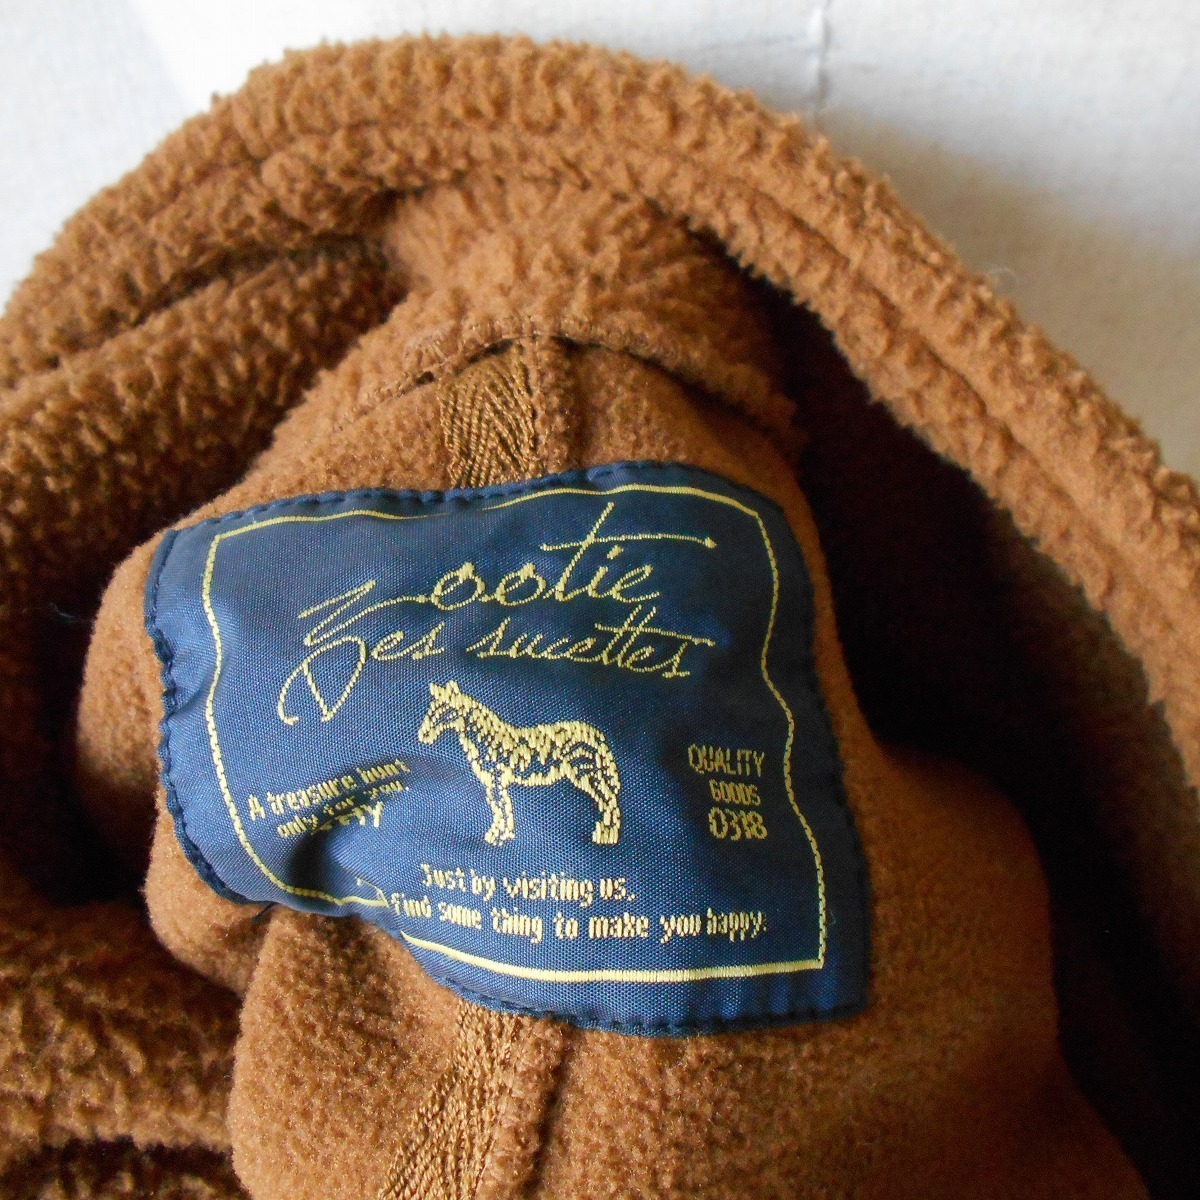 Zootie
Des sucettes
QUALITY
GOODS
0318
A treasure hunt
only for you.
Just by visiting us,
Find some thing to make you happy.